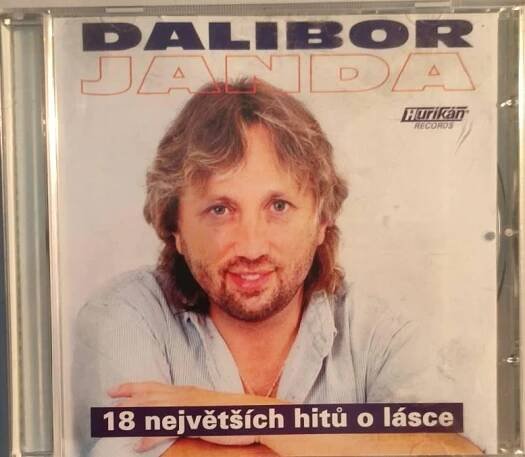 DALIBOR
JANDA
Hurikán
RECORDS
18 největších hitů o lásce